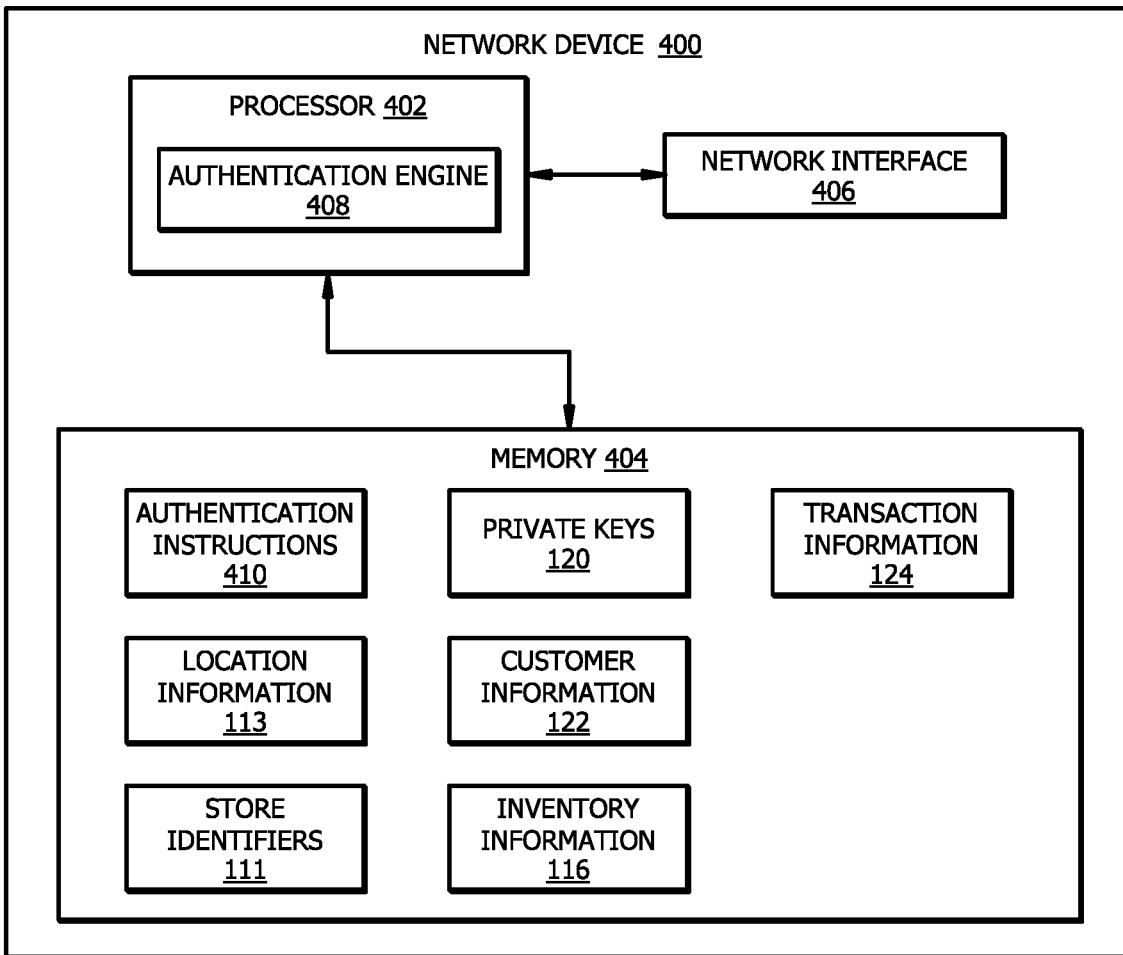 NETWORK DEVICE 400
PROCESSOR 402
AUTHENTICATION ENGINE
408
NETWORK INTERFACE
406
MEMORY 404
AUTHENTICATION
INSTRUCTIONS
410
PRIVATE KEYS
120
TRANSACTION
INFORMATION
124
LOCATION
INFORMATION
113
CUSTOMER
INFORMATION
122
STORE
IDENTIFIERS
111
INVENTORY
INFORMATION
116